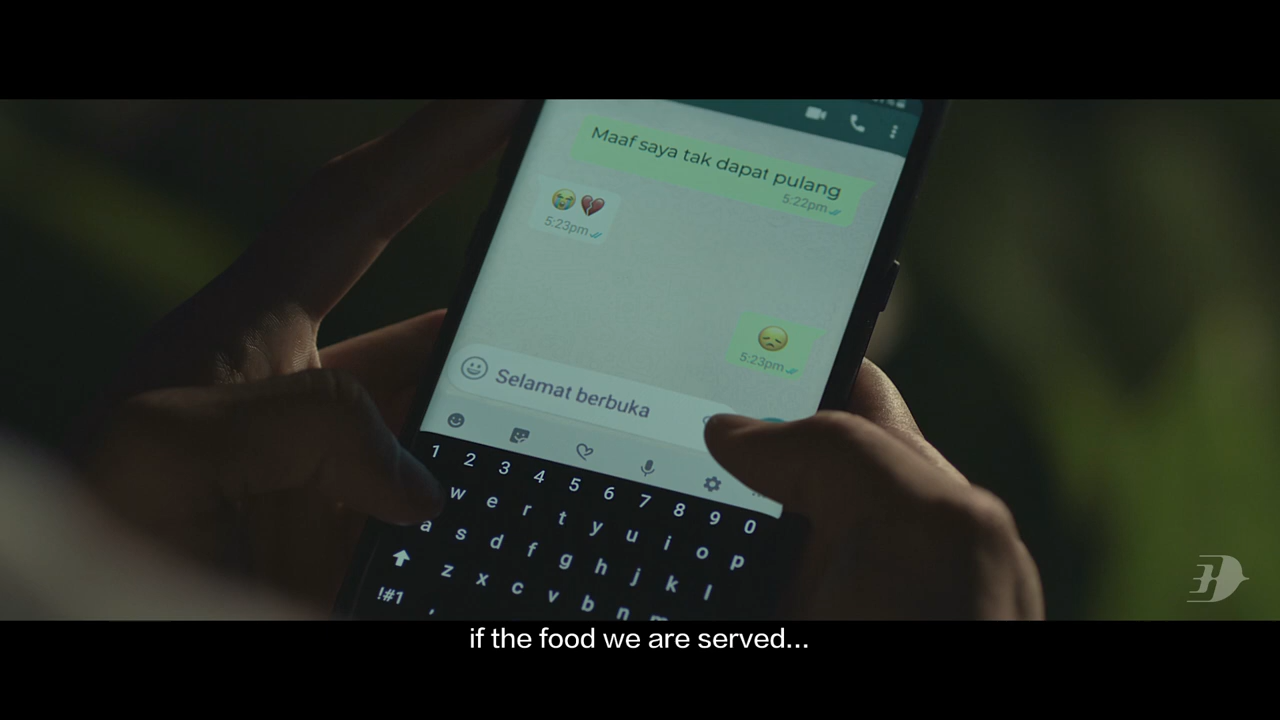 Maaf saya tak dapat pulang
5:22pm
5:23pm
5:23pm
Selamat berbuka
1 2 3 4 5 6 7 8 9 0
w e r t y u i o p
a s d f g h j k l
z x c v b n m
!#1 ,
if the food we are served...